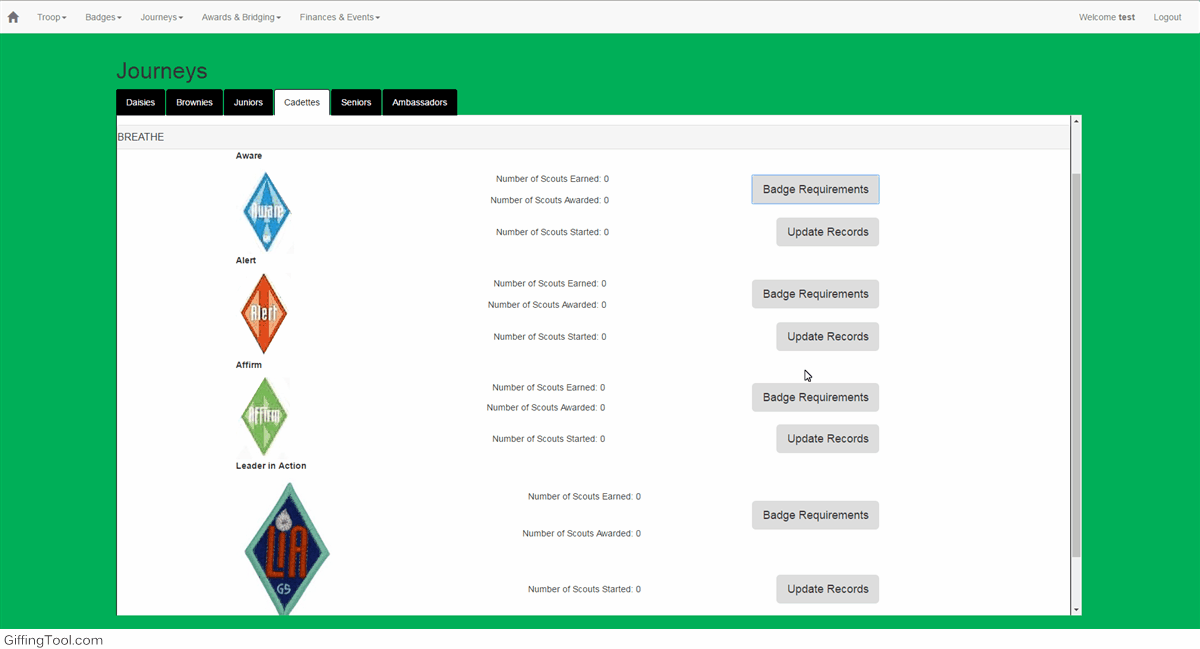 Troop Badges Journeys Awards & Bridging Finances & Events Welcome test Logout
Journeys
Daisies Brownies Juniors Cadettes Seniors Ambassadors
BREATHE
Aware
Aware
Number of Scouts Earned: 0
Number of Scouts Awarded: 0
Number of Scouts Started: 0
Badge Requirements
Update Records
Alert
Alert
Number of Scouts Earned: 0
Number of Scouts Awarded: 0
Number of Scouts Started: 0
Badge Requirements
Update Records
Affirm
Affirm
Number of Scouts Earned: 0
Number of Scouts Awarded: 0
Number of Scouts Started: 0
Badge Requirements
Update Records
Leader in Action
LiA
GS
Number of Scouts Earned: 0
Number of Scouts Awarded: 0
Number of Scouts Started: 0
Badge Requirements
Update Records
GiffingTool.com